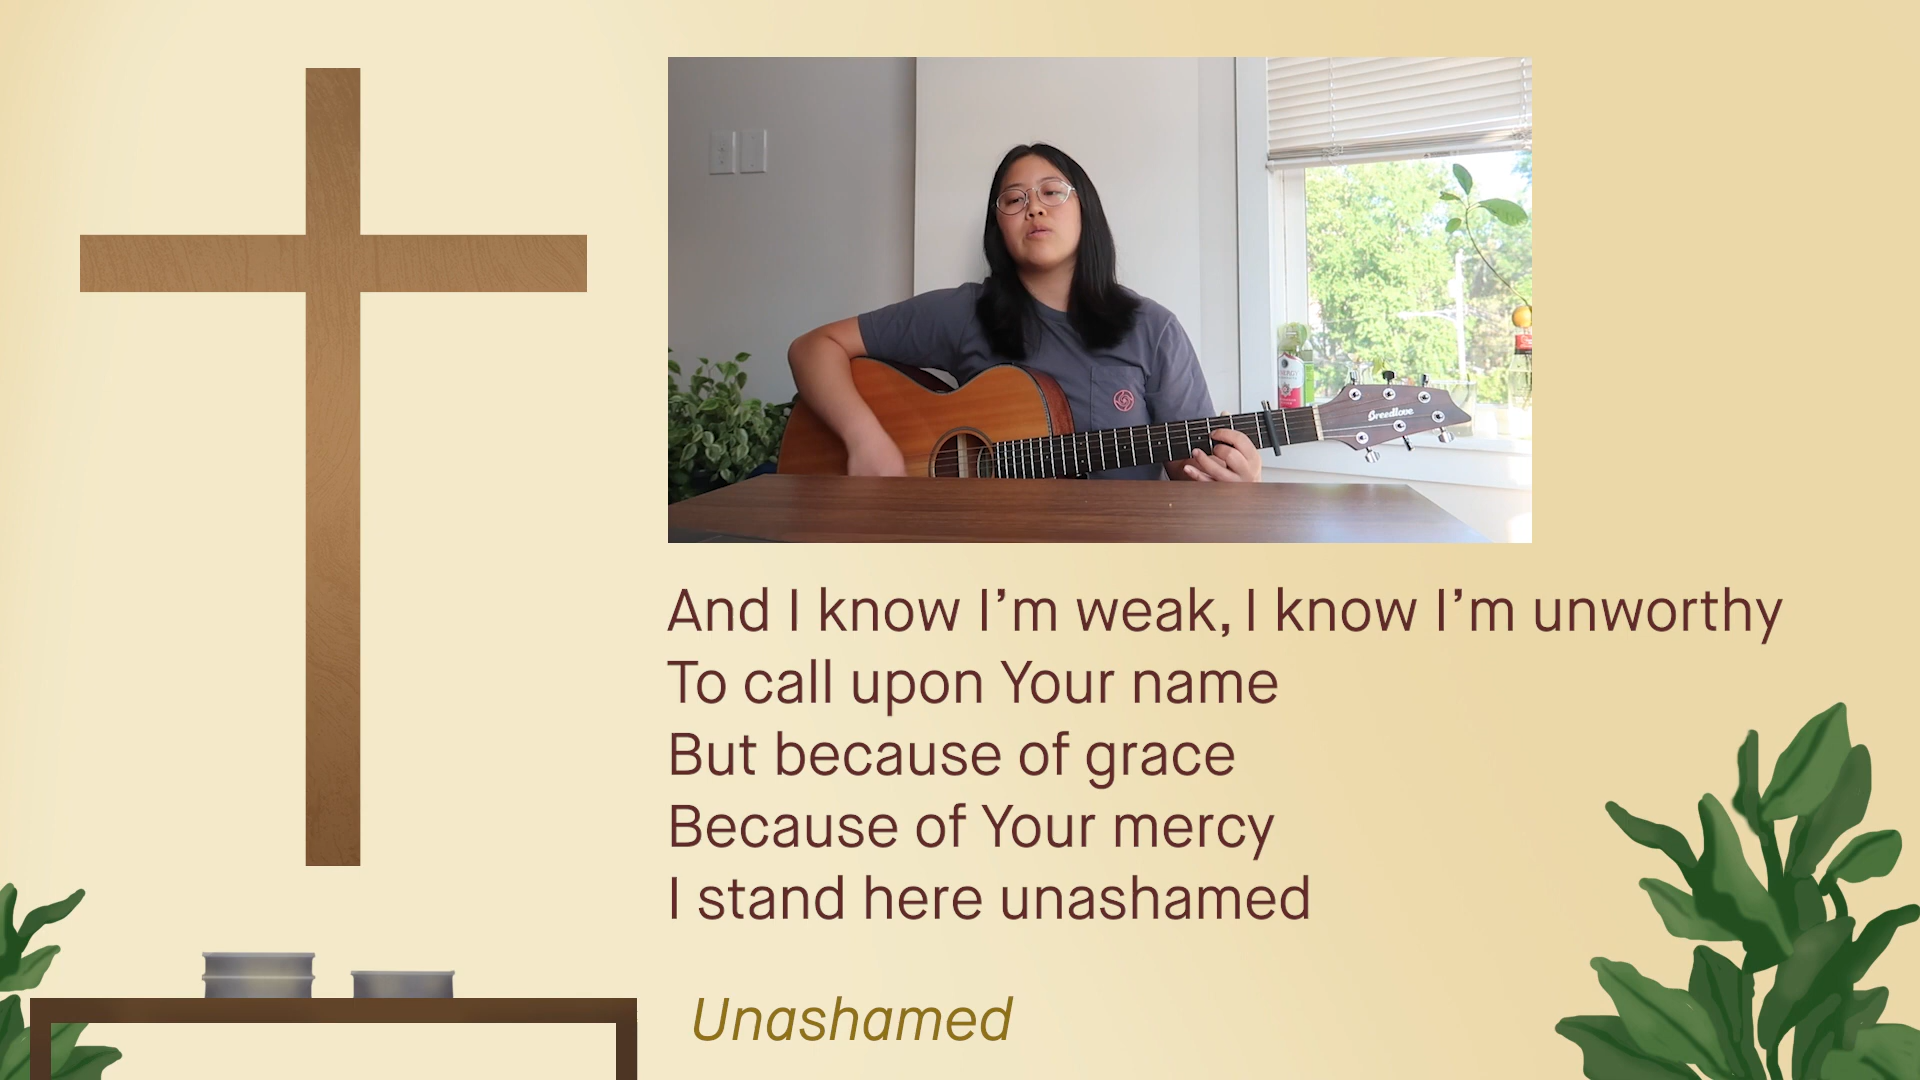 Breedlove
And I know I'm weak, I know I'm unworthy
To call upon Your name
But because of grace
Because of Your mercy
I stand here unashamed
Unashamed